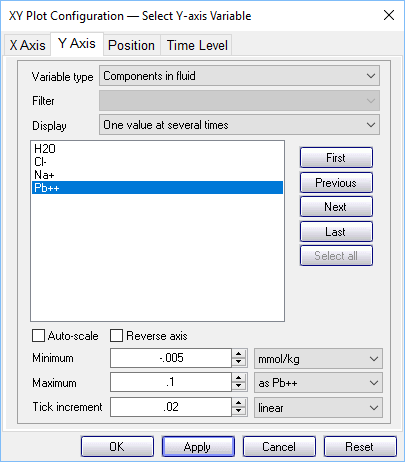 XY Plot Configuration — Select Y-axis Variable
X Axis Y Axis Position Time Level
Variable type Components in fluid
Filter
Display One value at several times
H2O
Cl-
Na+
Pb++
First
Previous
Next
Last
Select all
Auto-scale Reverse axis
Minimum -.005 mmol/kg
Maximum .1 as Pb++
Tick increment .02 linear
OK Apply Cancel Reset